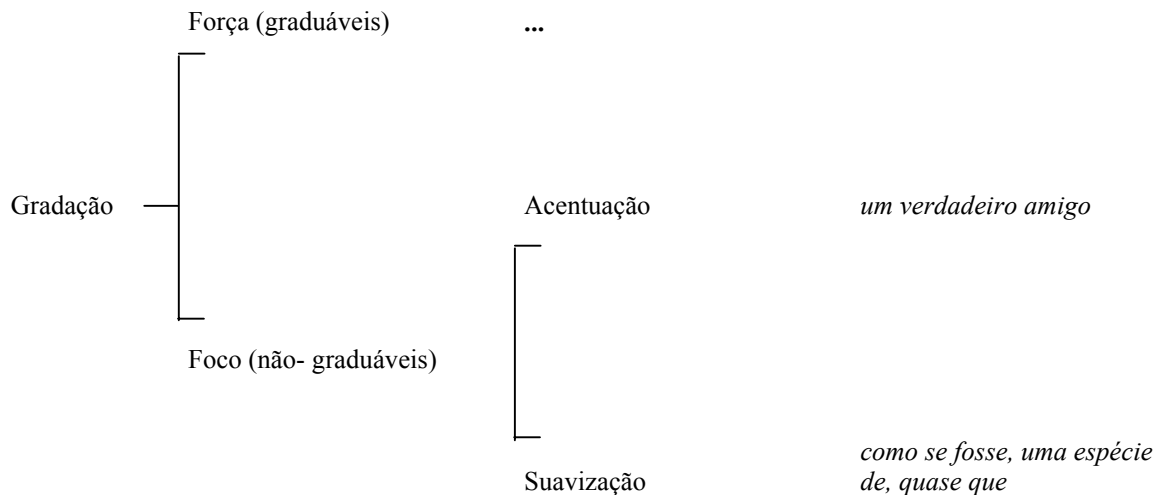 Força (graduáveis) ...
Gradação Acentuação um verdadeiro amigo
Foco (não- graduáveis)
como se fosse, uma espécie
Suavização de, quase que